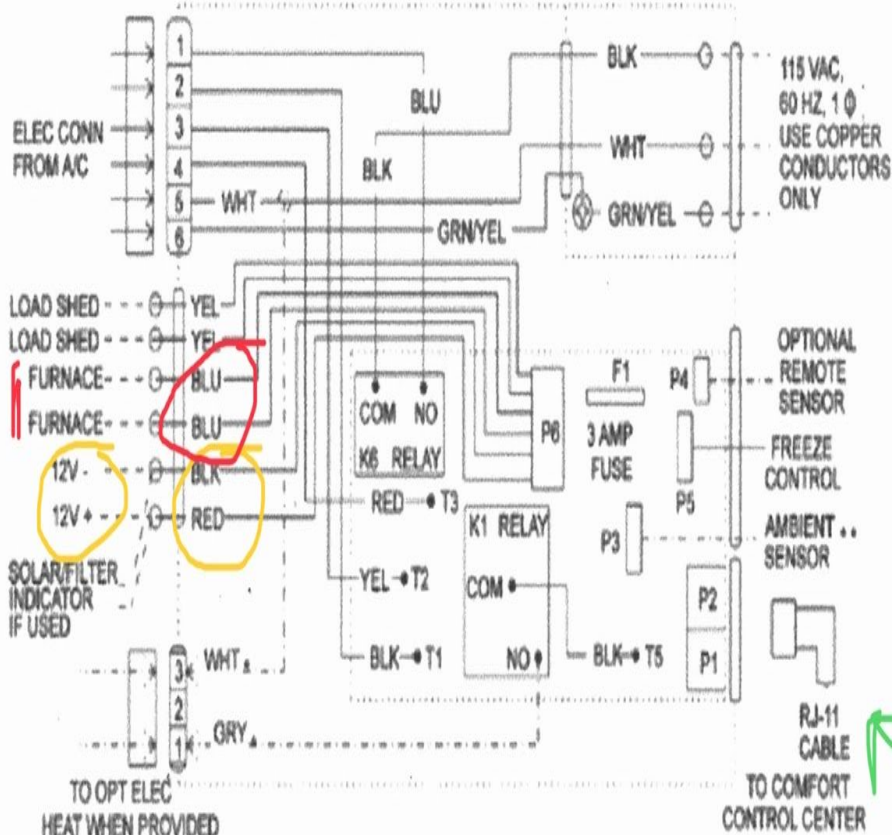 1
2
3
4
5
6
ELEC CONN
FROM A/C
BLU
BLK
WHT
GRN/YEL
BLK
WHT
GRN/YEL
115 VAC,
60 HZ, 1 Φ
USE COPPER
CONDUCTORS
ONLY
LOAD SHED
YEL
LOAD SHED
YEL
FURNACE
BLU
FURNACE
BLU
12V -
BLK
12V +
RED
SOLAR/FILTER
INDICATOR
IF USED
COM NO
K6 RELAY
P6
F1
3 AMP
FUSE
P4
OPTIONAL
REMOTE
SENSOR
P5
FREEZE
CONTROL
P3
AMBIENT
SENSOR
RED T3
K1 RELAY
COM
NO
YEL T2
BLK T1
BLK T5
P2
P1
RJ-11
CABLE
TO COMFORT
CONTROL CENTER
3
2
1
WHT
GRY
TO OPT ELEC
HEAT WHEN PROVIDED